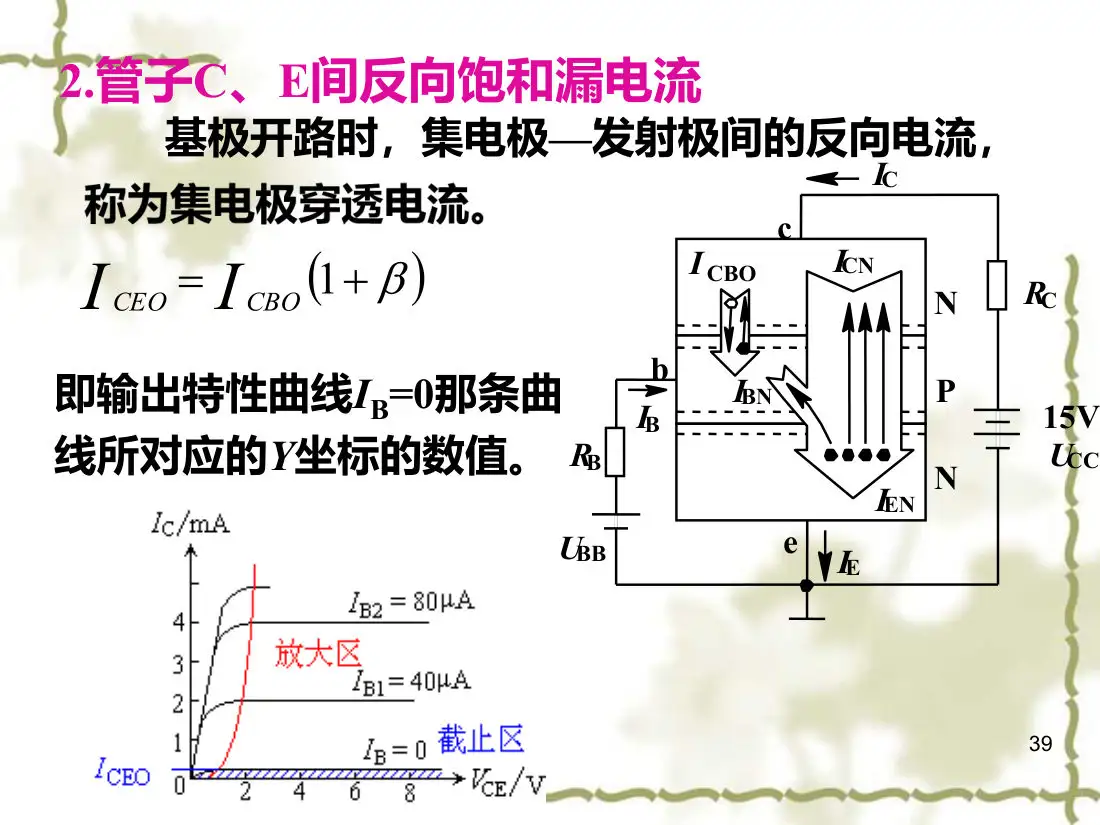 2.管子C、E间反向饱和漏电流
基极开路时，集电极—发射极间的反向电流，
称为集电极穿透电流。
I CEO = I CBO (1 + β)
即输出特性曲线IB=0那条曲
线所对应的Y坐标的数值。
IC
c
ICBO
ICN
N
RC
b
IB
IBN
P
15V
UCC
RB
N
IEN
UBB
e
IE
IC/mA
4
IB2 = 80μA
放大区
3
IB1 = 40μA
2
1
IB = 0
截止区
ICEO
0
2
4
6
8
VCE/V
39